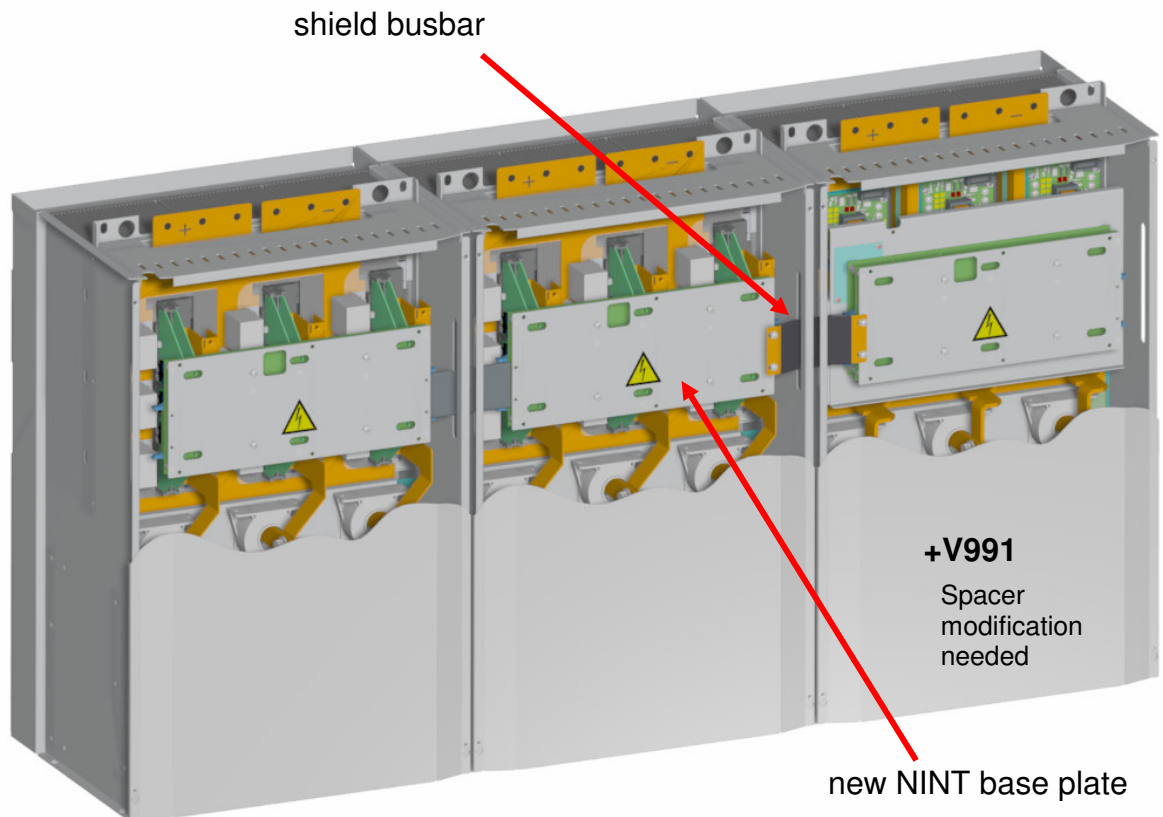 shield busbar
+ −
+ −
+ −
+V991
Spacer
modification
needed
new NINT base plate